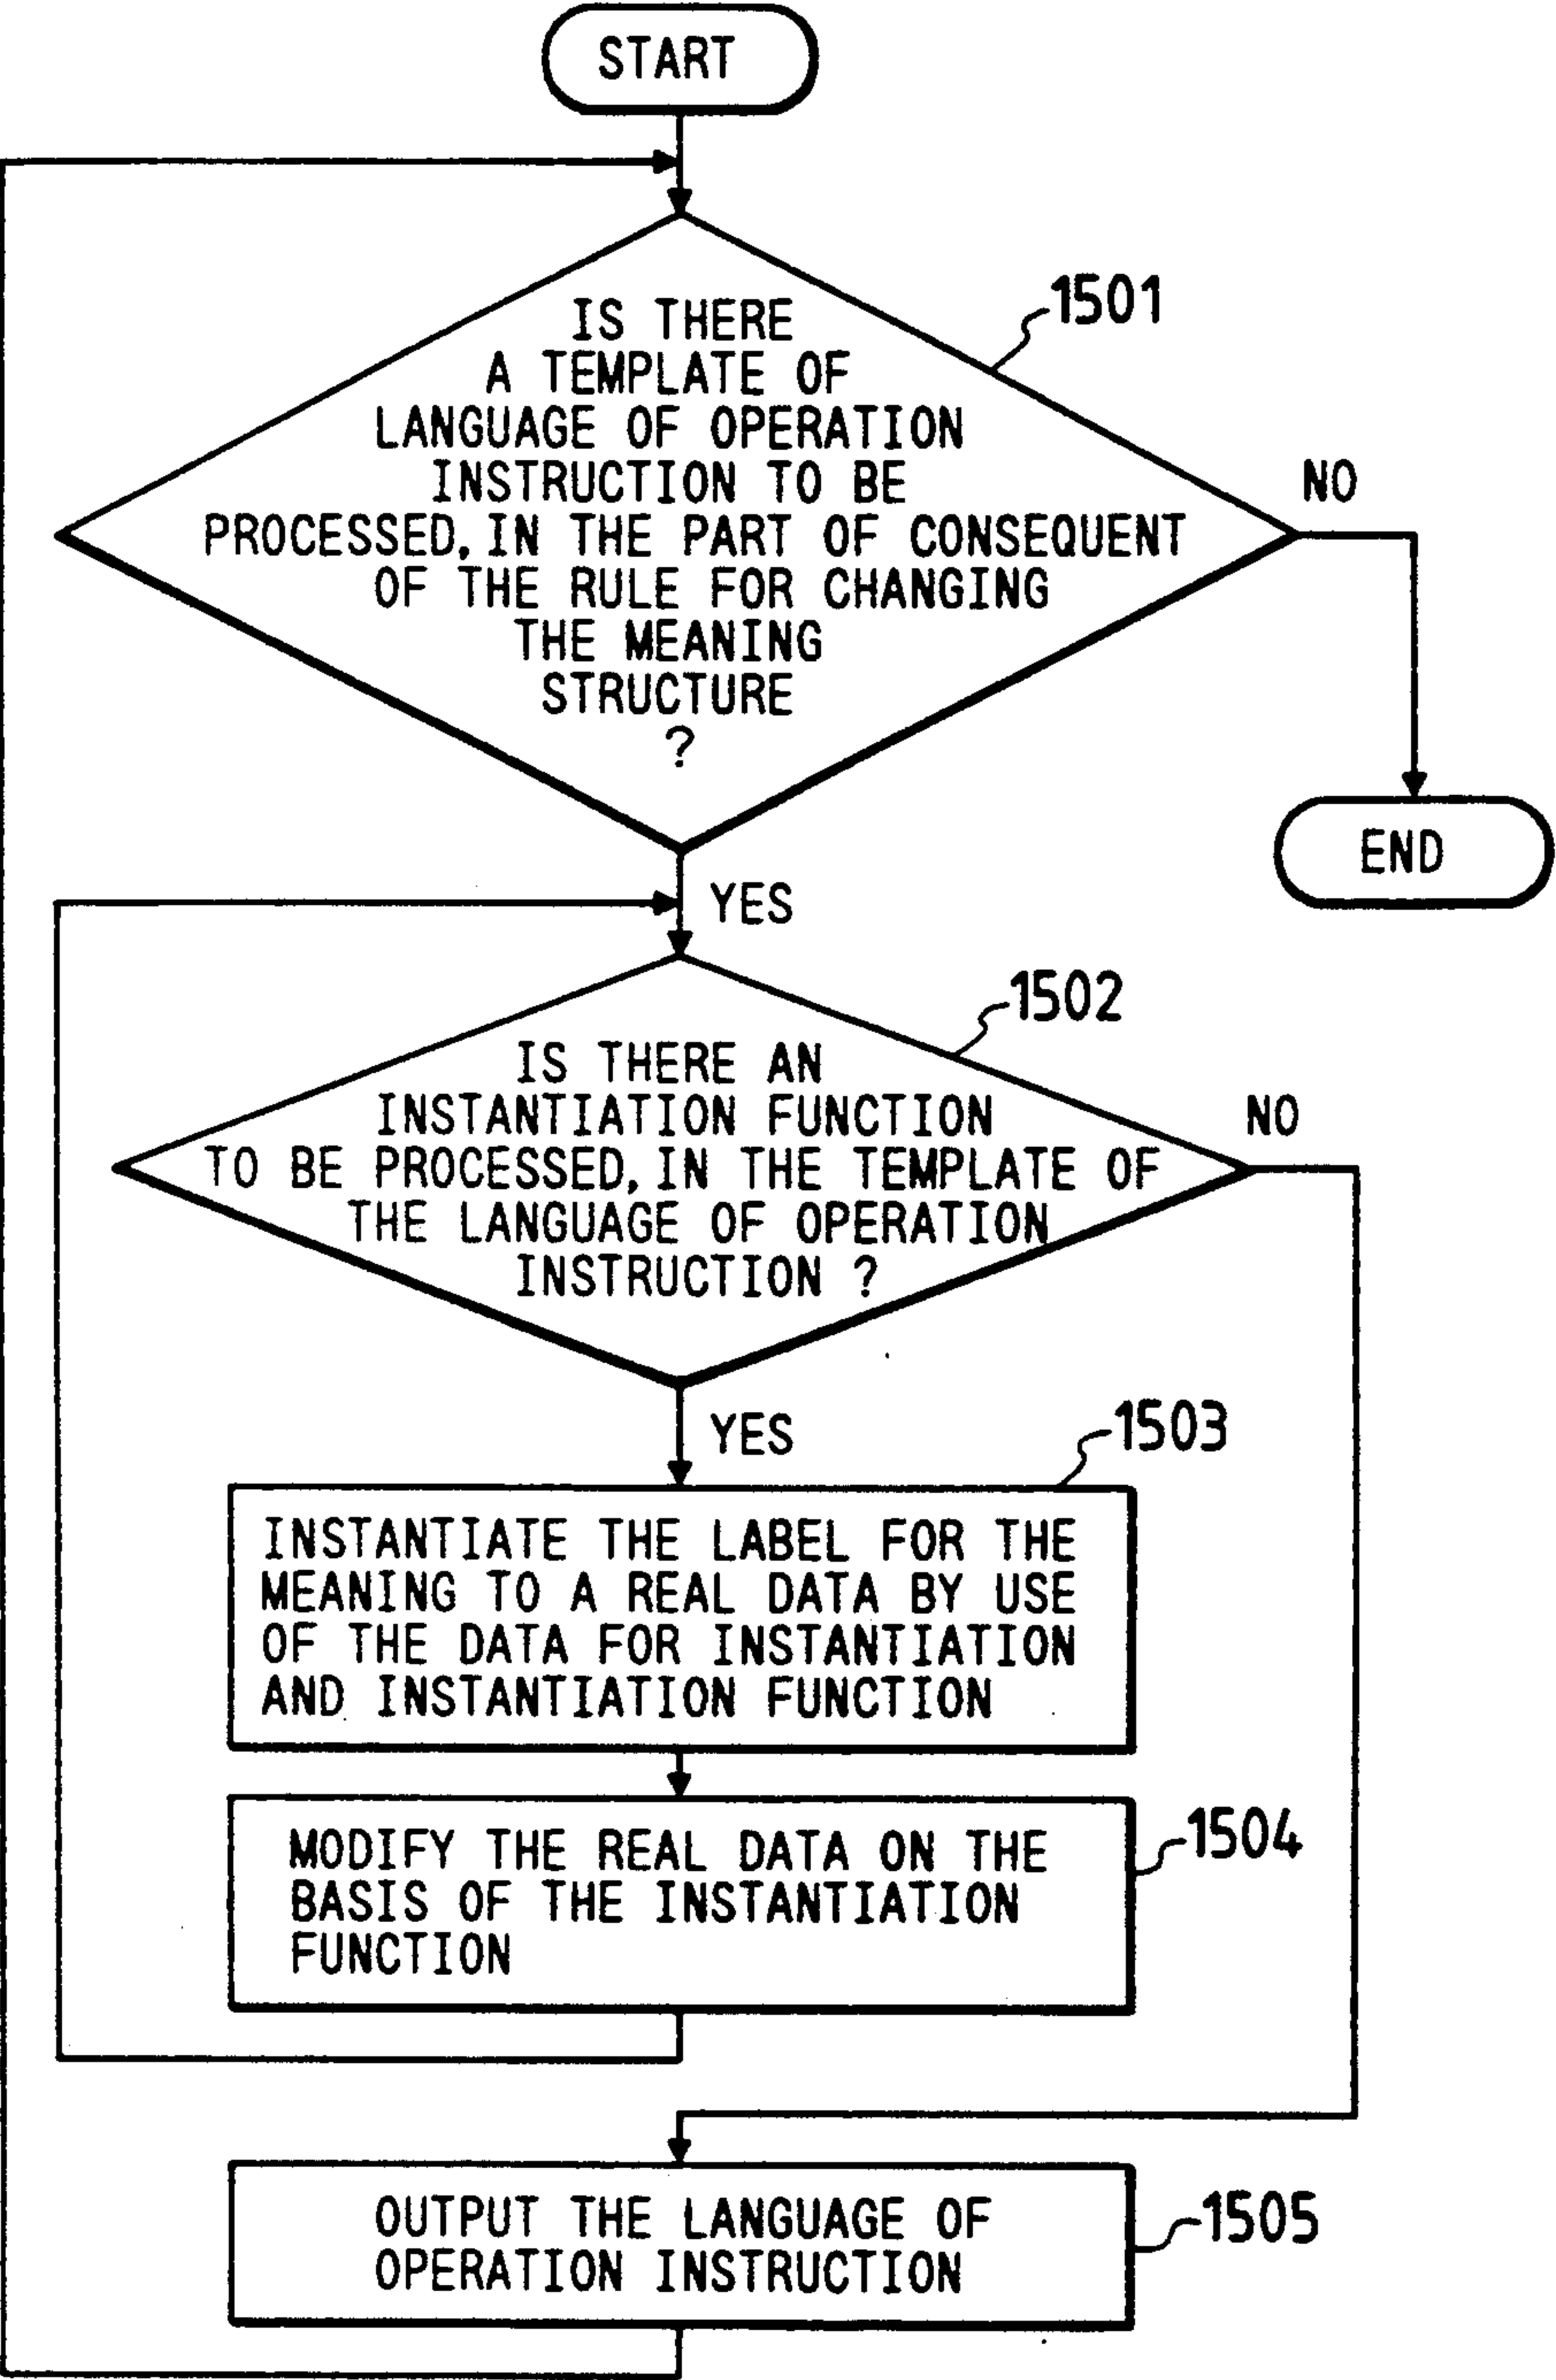 START
1501
IS THERE
A TEMPLATE OF
LANGUAGE OF OPERATION
INSTRUCTION TO BE
PROCESSED, IN THE PART OF CONSEQUENT
OF THE RULE FOR CHANGING
THE MEANING
STRUCTURE
?
NO
END
YES
1502
IS THERE AN
INSTANTIATION FUNCTION
TO BE PROCESSED, IN THE TEMPLATE OF
THE LANGUAGE OF OPERATION
INSTRUCTION ?
NO
YES
1503
INSTANTIATE THE LABEL FOR THE
MEANING TO A REAL DATA BY USE
OF THE DATA FOR INSTANTIATION
AND INSTANTIATION FUNCTION
1504
MODIFY THE REAL DATA ON THE
BASIS OF THE INSTANTIATION
FUNCTION
1505
OUTPUT THE LANGUAGE OF
OPERATION INSTRUCTION